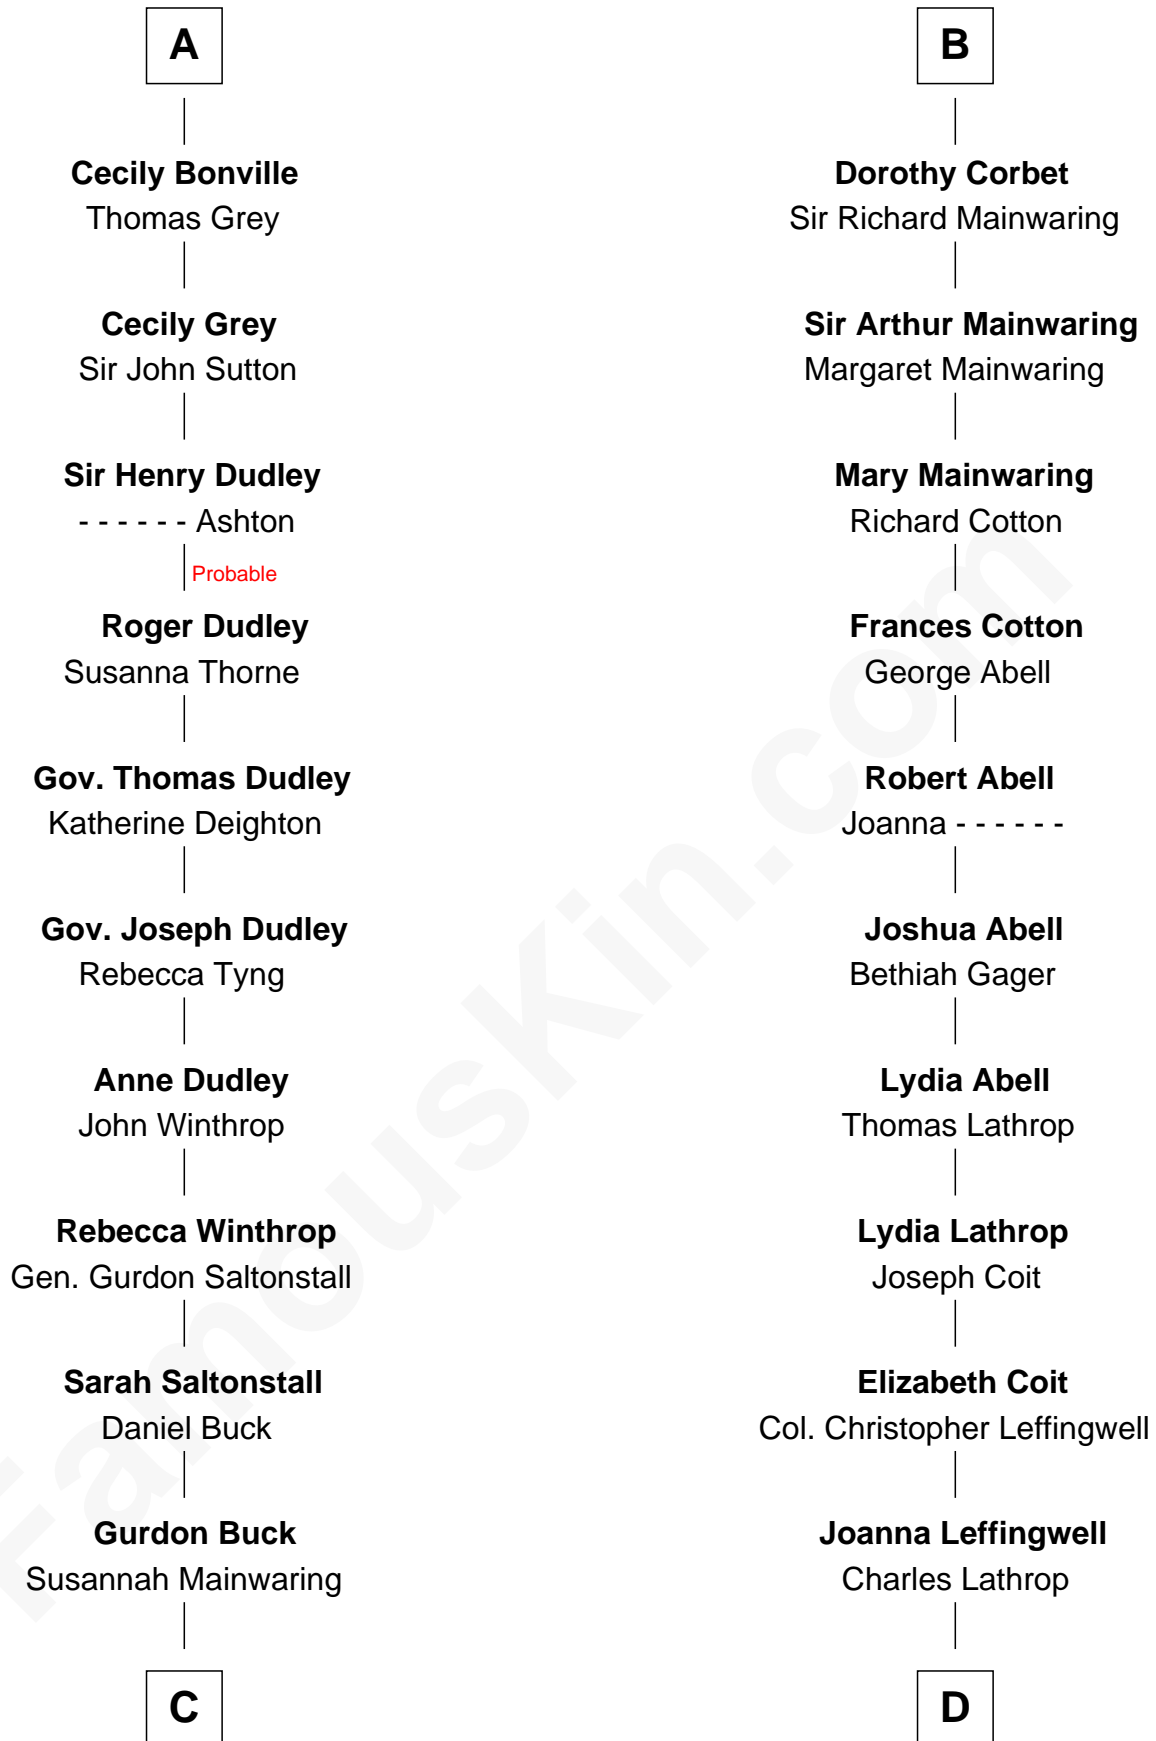 A
Cecily Bonville
Thomas Grey
Cecily Grey
Sir John Sutton
Sir Henry Dudley
- - - - - - Ashton
Probable
Roger Dudley
Susanna Thorne
Gov. Thomas Dudley
Katherine Deighton
Gov. Joseph Dudley
Rebecca Tyng
Anne Dudley
John Winthrop
Rebecca Winthrop
Gen. Gurdon Saltonstall
Sarah Saltonstall
Daniel Buck
Gurdon Buck
Susannah Mainwaring
C
B
Dorothy Corbet
Sir Richard Mainwaring
Sir Arthur Mainwaring
Margaret Mainwaring
Mary Mainwaring
Richard Cotton
Frances Cotton
George Abell
Robert Abell
Joanna - - - - - -
Joshua Abell
Bethiah Gager
Lydia Abell
Thomas Lathrop
Lydia Lathrop
Joseph Coit
Elizabeth Coit
Col. Christopher Leffingwell
Joanna Leffingwell
Charles Lathrop
D
FamousKin.com